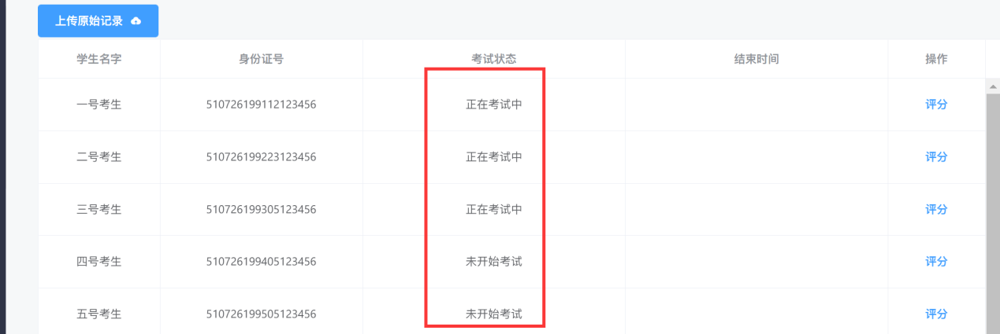 上传原始记录
学生名字 身份证号 考试状态 结束时间 操作
一号考生 510726199112123456 正在考试中 评分
二号考生 510726199223123456 正在考试中 评分
三号考生 510726199305123456 正在考试中 评分
四号考生 510726199405123456 未开始考试 评分
五号考生 510726199505123456 未开始考试 评分